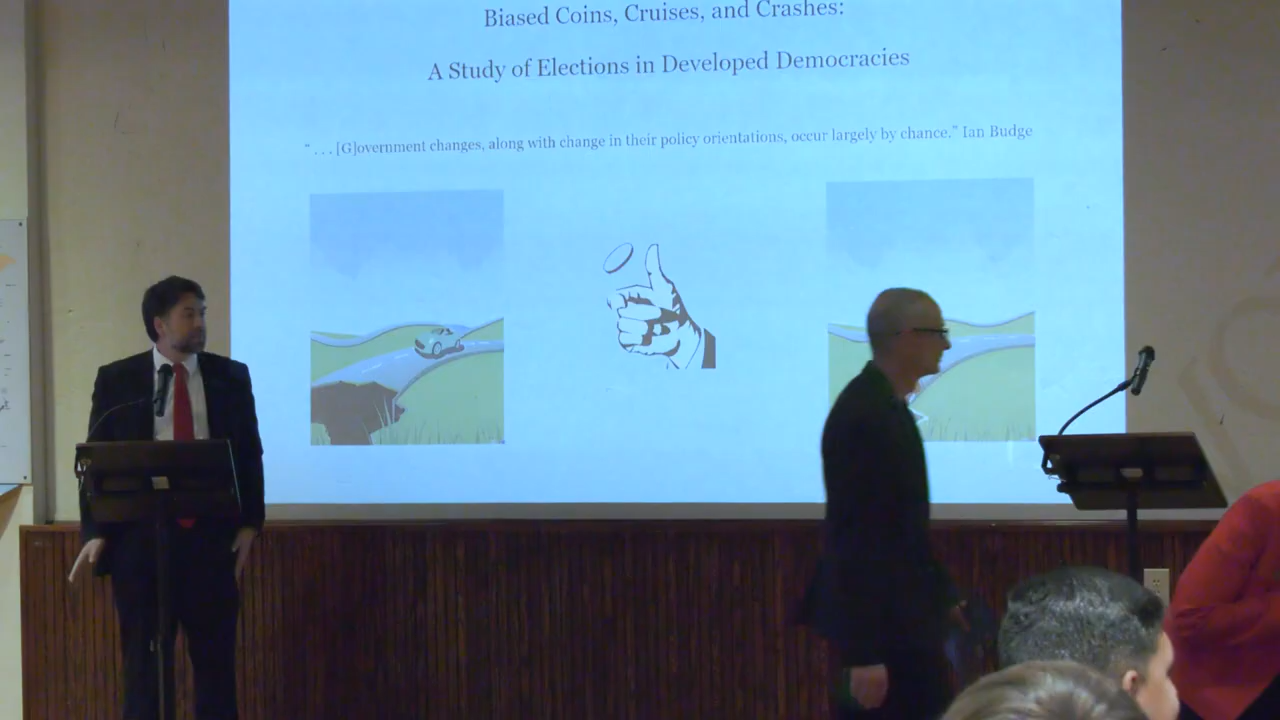 Biased Coins, Cruises, and Crashes:
A Study of Elections in Developed Democracies
“ . . . [G]overnment changes, along with change in their policy orientations, occur largely by chance.” Ian Budge